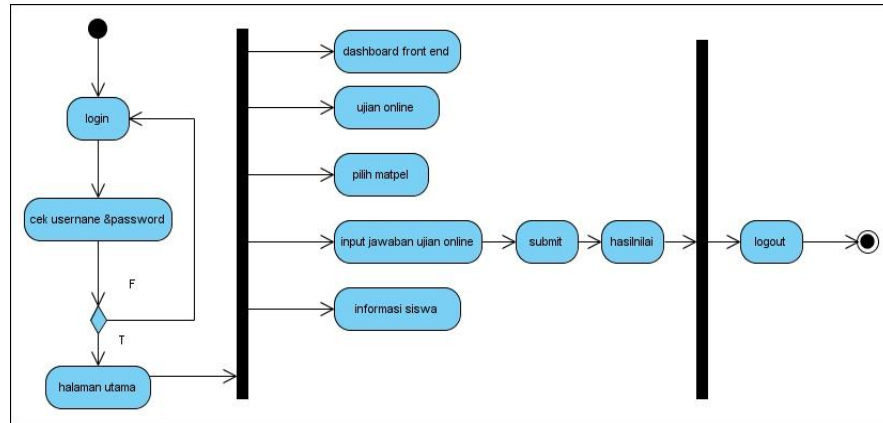 login
cek usernane &password
F
T
halaman utama
dashboard front end
ujian online
pilih matpel
input jawaban ujian online
submit
hasilnilai
informasi siswa
logout